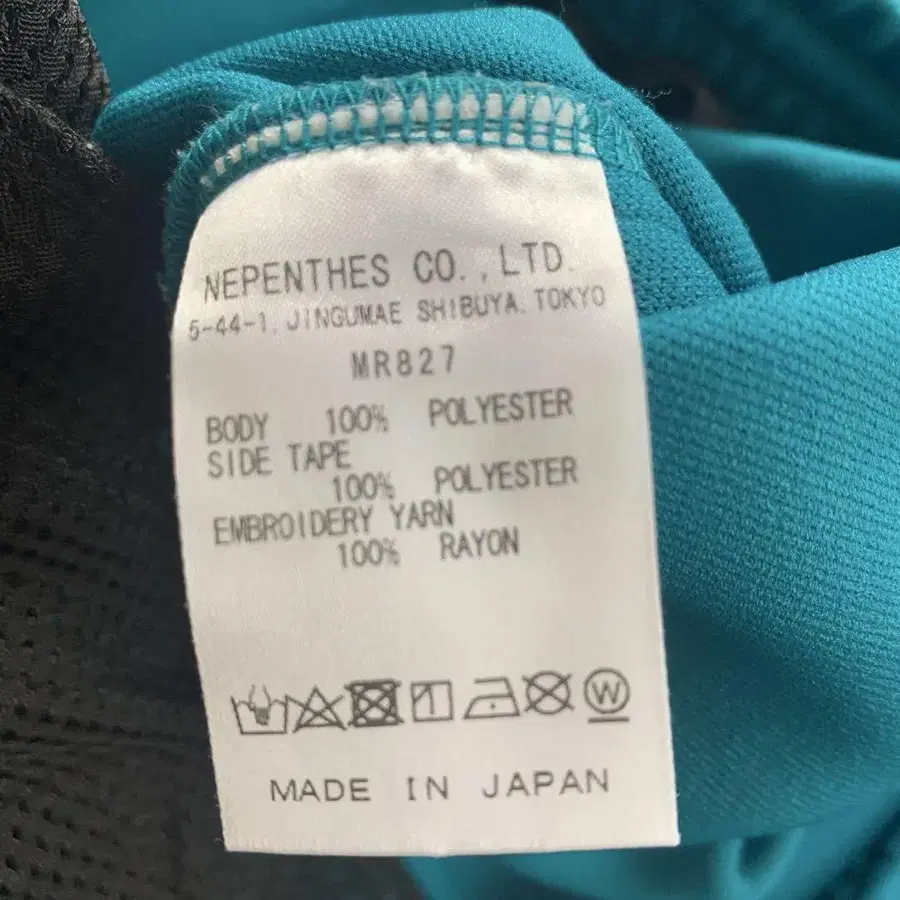 NEPENTHES CO.,LTD.
5-44-1, JINGUMAE SHIBUYA, TOKYO
MR827
BODY 100% POLYESTER
SIDE TAPE
100% POLYESTER
EMBROIDERY YARN
100% RAYON
W
MADE IN JAPAN